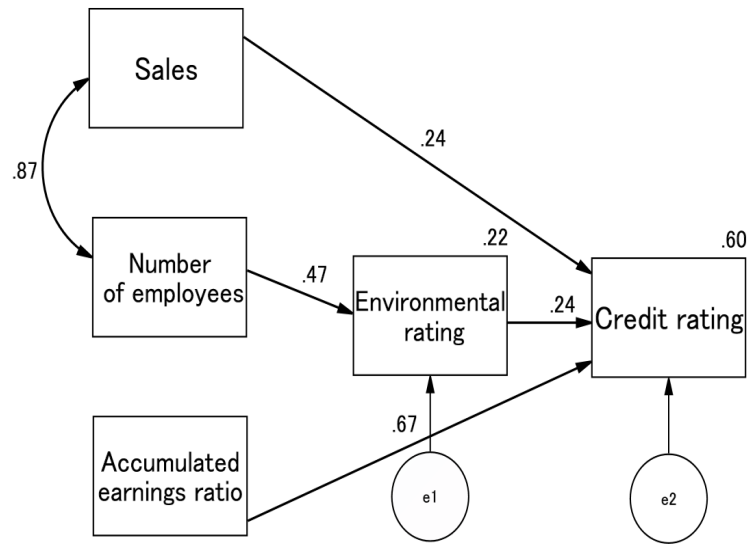 Sales
.24
.87
Number
of employees
.47
.22
Environmental
rating
.24
.60
Credit rating
.67
Accumulated
earnings ratio
e1
e2